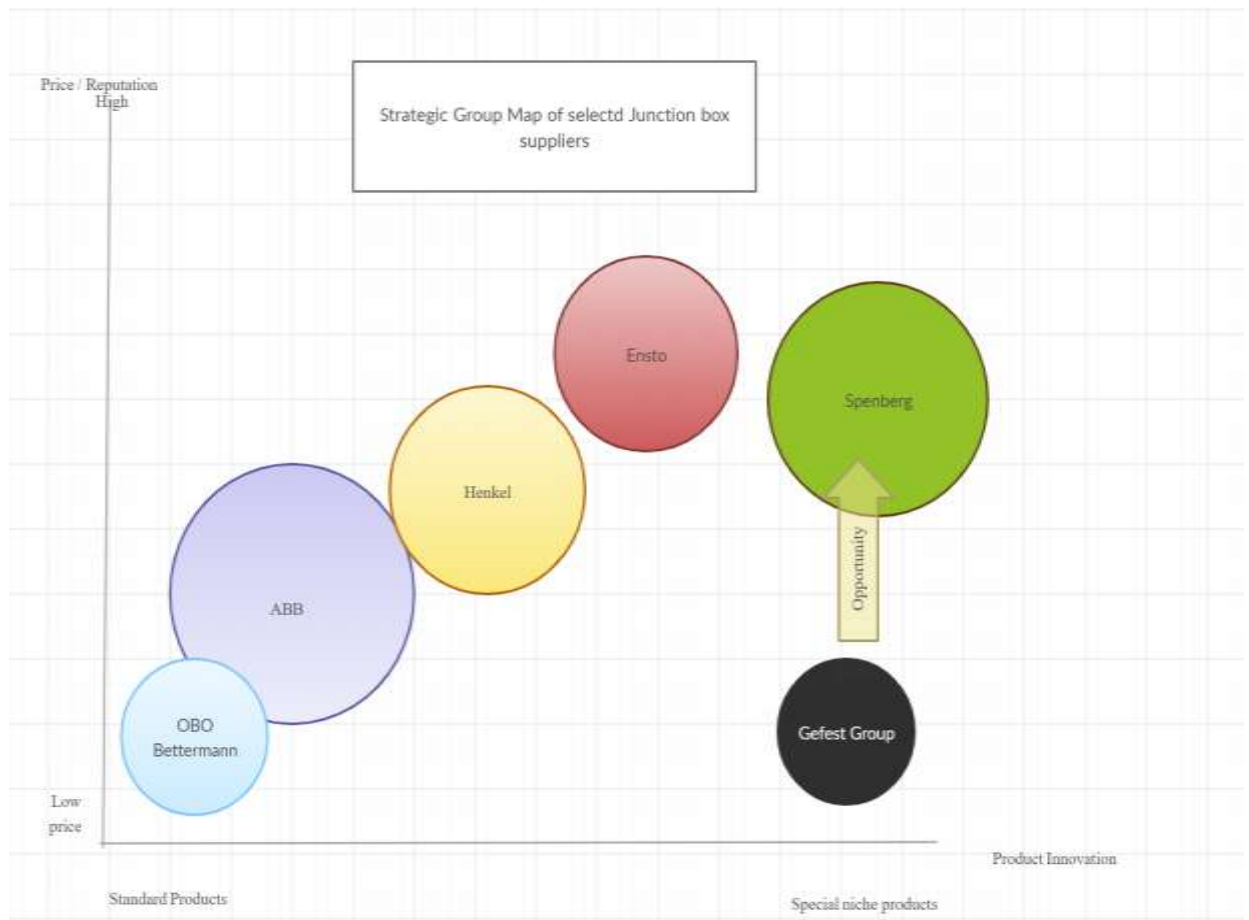 Price / Reputation
High
Strategic Group Map of selectd Junction box
suppliers
Ensto
Spenberg
Henkel
Opportunity
ABB
OBO
Bettermann
Gefest Group
Low
price
Product Innovation
Standard Products
Special niche products